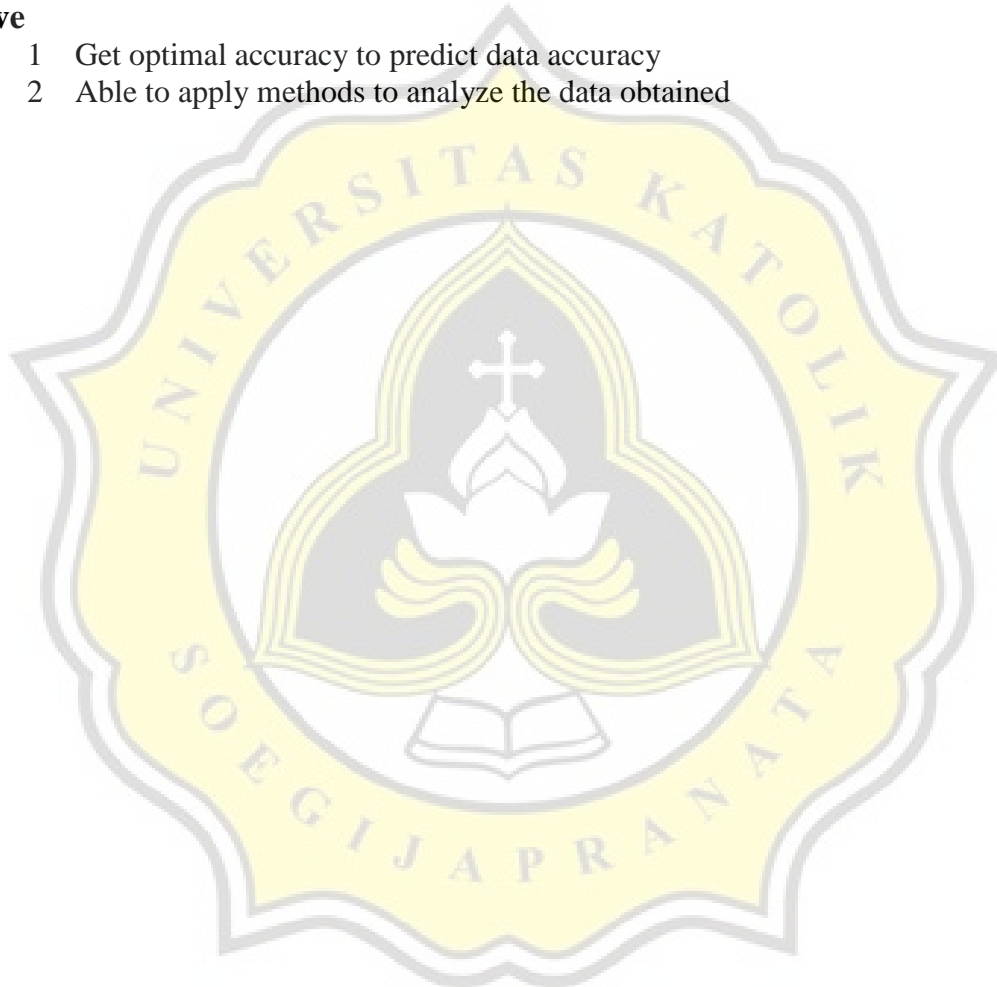 ve
1 Get optimal accuracy to predict data accuracy
2 Able to apply methods to analyze the data obtained
UNIVERSITAS KATOLIK
SOEGIJAPRANATA